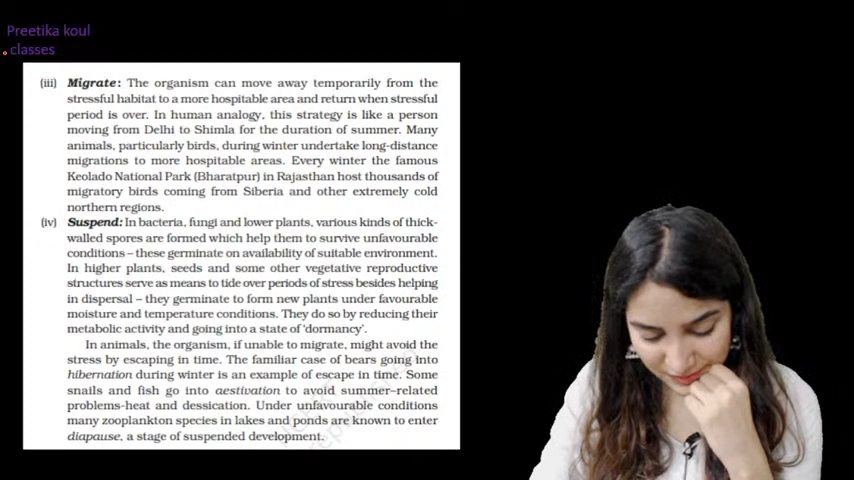 Preetika koul
classes
(iii) Migrate: The organism can move away temporarily from the
stressful habitat to a more hospitable area and return when stressful
period is over. In human analogy, this strategy is like a person
moving from Delhi to Shimla for the duration of summer. Many
animals, particularly birds, during winter undertake long-distance
migrations to more hospitable areas. Every winter the famous
Keolado National Park (Bharatpur) in Rajasthan host thousands of
migratory birds coming from Siberia and other extremely cold
northern regions.
(iv) Suspend: In bacteria, fungi and lower plants, various kinds of thick-
walled spores are formed which help them to survive unfavourable
conditions – these germinate on availability of suitable environment.
In higher plants, seeds and some other vegetative reproductive
structures serve as means to tide over periods of stress besides helping
in dispersal – they germinate to form new plants under favourable
moisture and temperature conditions. They do so by reducing their
metabolic activity and going into a state of 'dormancy'.
In animals, the organism, if unable to migrate, might avoid the
stress by escaping in time. The familiar case of bears going into
hibernation during winter is an example of escape in time. Some
snails and fish go into aestivation to avoid summer–related
problems-heat and dessication. Under unfavourable conditions
many zooplankton species in lakes and ponds are known to enter
diapause, a stage of suspended development.